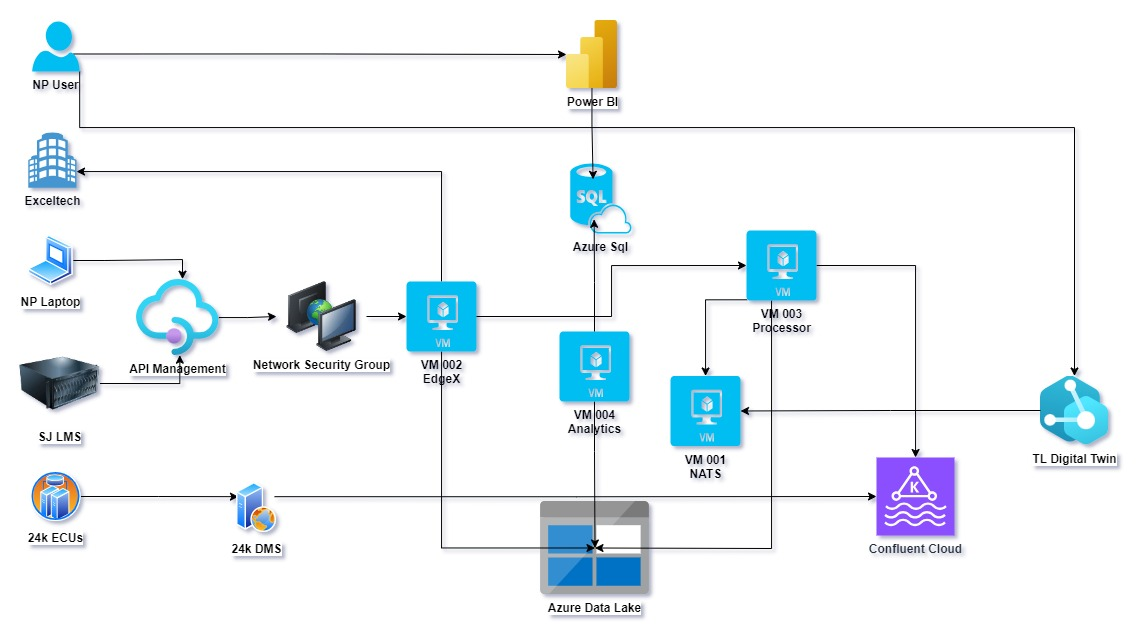 NP User
Power BI
Exceltech
SQL
Azure Sql
NP Laptop
VM
VM 003
Processor
API Management
Network Security Group
VM
VM 002
EdgeX
VM
VM 004
Analytics
SJ LMS
VM
VM 001
NATS
TL Digital Twin
K
24k ECUs
24k DMS
Confluent Cloud
Azure Data Lake